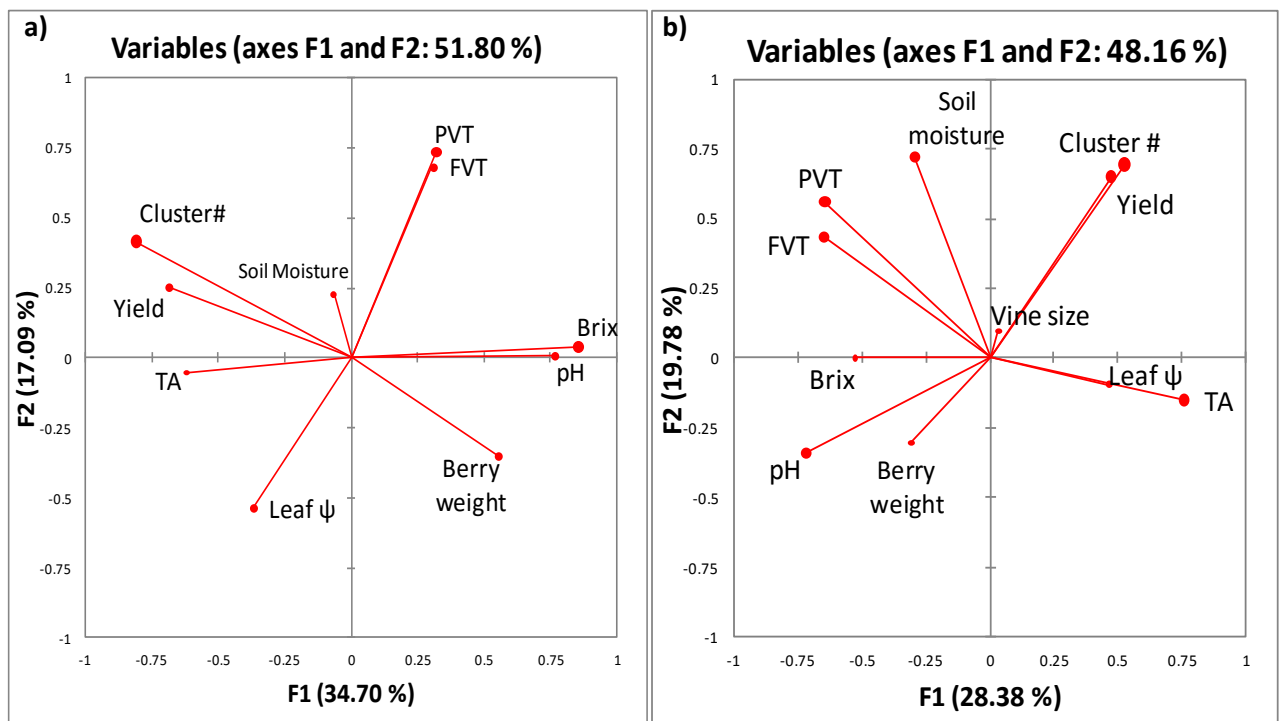 a)
Variables (axes F1 and F2: 51.80 %)
1
0.75
0.5
0.25
0
-0.25
-0.5
-0.75
-1
F2 (17.09 %)
PVT
FVT
Cluster#
Soil Moisture
Yield
Brix
pH
TA
Berry
weight
Leaf ψ
-1 -0.75 -0.5 -0.25 0 0.25 0.5 0.75 1
F1 (34.70 %)
b)
Variables (axes F1 and F2: 48.16 %)
1
0.75
0.5
0.25
0
-0.25
-0.5
-0.75
-1
F2 (19.78 %)
Soil
moisture
Cluster #
PVT
Yield
FVT
Vine size
Brix
Leaf ψ
TA
pH
Berry
weight
-1 -0.75 -0.5 -0.25 0 0.25 0.5 0.75 1
F1 (28.38 %)